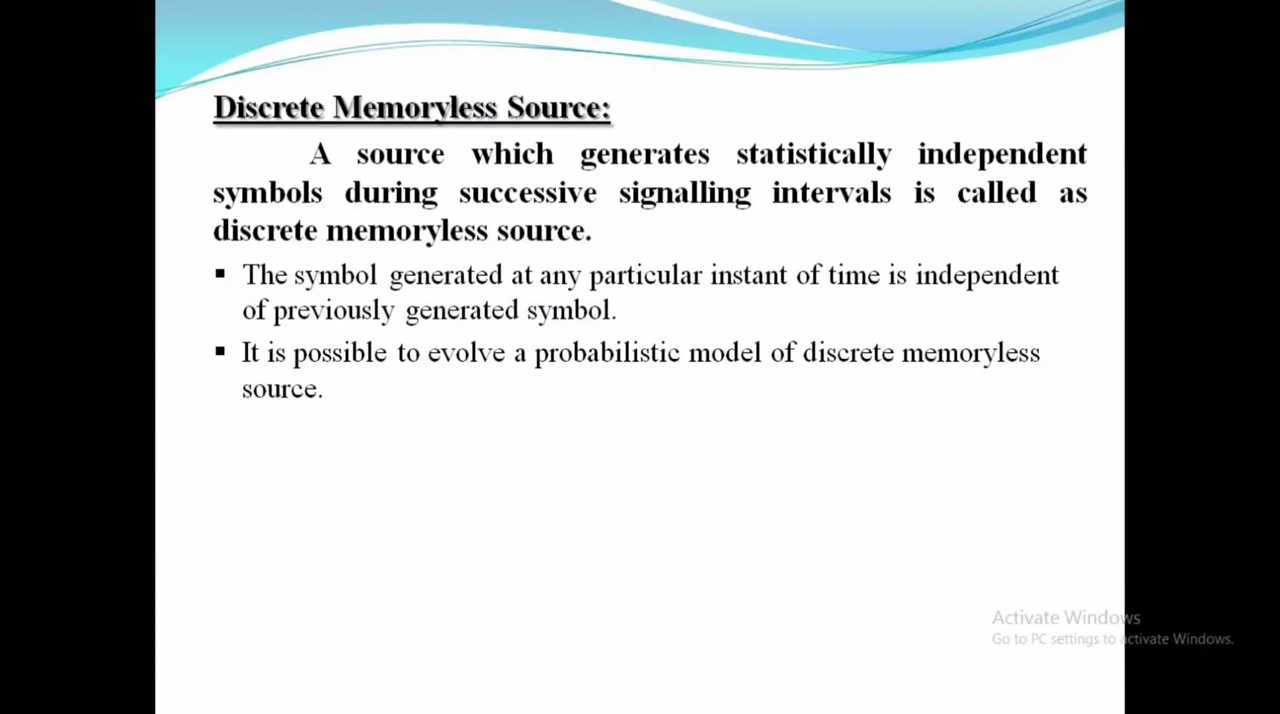 Discrete Memoryless Source:
A source which generates statistically independent
symbols during successive signalling intervals is called as
discrete memoryless source.
▪ The symbol generated at any particular instant of time is independent
of previously generated symbol.
▪ It is possible to evolve a probabilistic model of discrete memoryless
source.
Activate Windows
Go to PC settings to activate Windows.